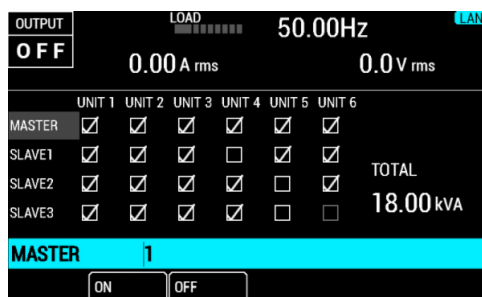 OUTPUT LOAD 50.00Hz LAN
OFF
0.00 A rms 0.0 V rms
UNIT 1 UNIT 2 UNIT 3 UNIT 4 UNIT 5 UNIT 6
MASTER
SLAVE1
TOTAL
SLAVE2
18.00 kVA
SLAVE3
MASTER 1
ON OFF